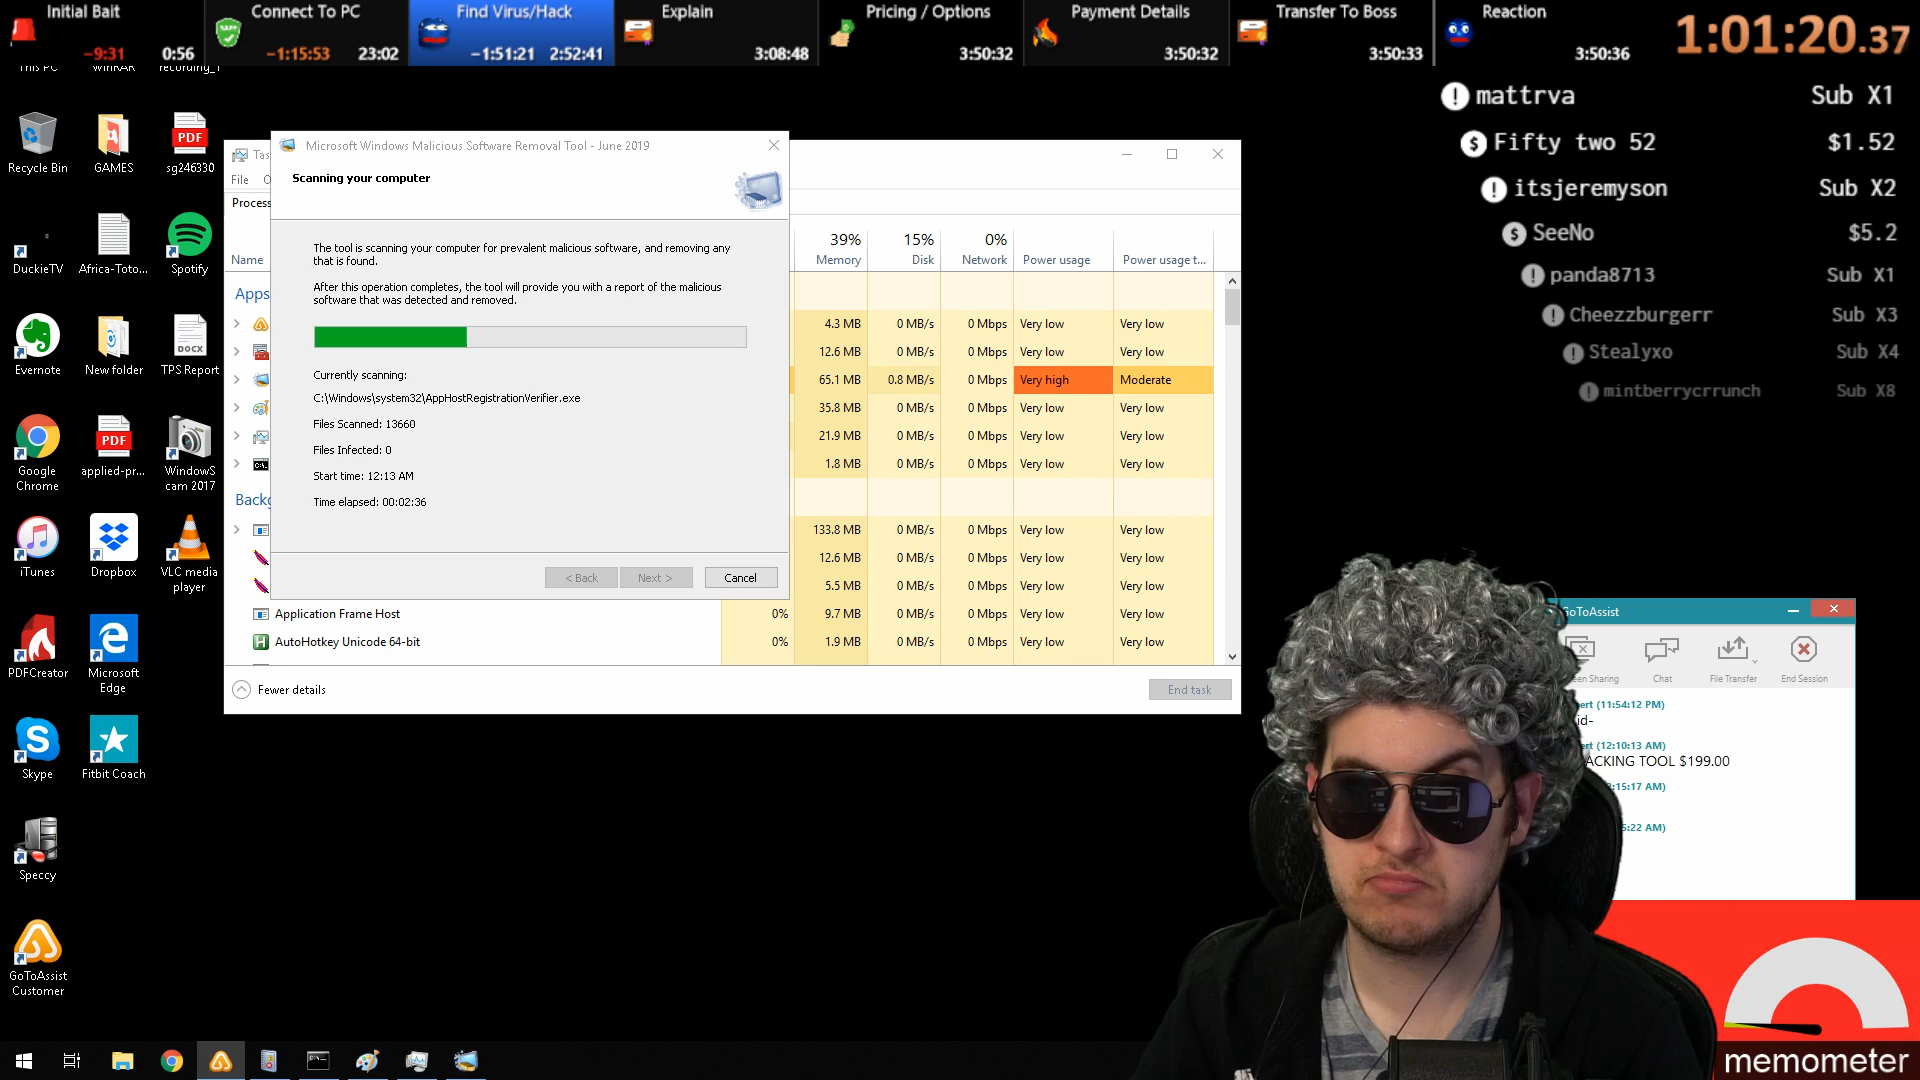 Initial Bait
-9:31 0:56
Connect To PC
-1:15:53 23:02
Find Virus/Hack
-1:51:21 2:52:41
Explain
3:08:48
Pricing / Options
3:50:32
Payment Details
3:50:32
Transfer To Boss
3:50:33
Reaction
3:50:36
1:01:20.37
mattrva Sub X1
Fifty two 52 $1.52
itsjeremyson Sub X2
SeeNo $5.2
panda8713 Sub X1
Cheezzburgerr Sub X3
Stealyxo Sub X4
mintberrycrrunch Sub X8
This PC
WinRAR
recording_1
Recycle Bin
GAMES
PDF
sg246330
DuckieTV
Africa-Toto...
Spotify
Evernote
New folder
DOCX
TPS Report
Google Chrome
PDF
applied-pr...
WindowS cam 2017
iTunes
Dropbox
VLC media player
PDFCreator
Microsoft Edge
Skype
Fitbit Coach
Speccy
GoToAssist Customer
Tas
File O
Process
Name
39% 15% 0%
Memory Disk Network Power usage Power usage t...
Apps
4.3 MB 0 MB/s 0 Mbps Very low Very low
12.6 MB 0 MB/s 0 Mbps Very low Very low
65.1 MB 0.8 MB/s 0 Mbps Very high Moderate
35.8 MB 0 MB/s 0 Mbps Very low Very low
21.9 MB 0 MB/s 0 Mbps Very low Very low
1.8 MB 0 MB/s 0 Mbps Very low Very low
Backg
133.8 MB 0 MB/s 0 Mbps Very low Very low
12.6 MB 0 MB/s 0 Mbps Very low Very low
5.5 MB 0 MB/s 0 Mbps Very low Very low
Application Frame Host 0% 9.7 MB 0 MB/s 0 Mbps Very low Very low
AutoHotkey Unicode 64-bit 0% 1.9 MB 0 MB/s 0 Mbps Very low Very low
Fewer details
End task
Microsoft Windows Malicious Software Removal Tool - June 2019
Scanning your computer
The tool is scanning your computer for prevalent malicious software, and removing any
that is found.
After this operation completes, the tool will provide you with a report of the malicious
software that was detected and removed.
Currently scanning:
C:\Windows\system32\AppHostRegistrationVerifier.exe
Files Scanned: 13660
Files Infected: 0
Start time: 12:13 AM
Time elapsed: 00:02:36
< Back Next > Cancel
GoToAssist
een Sharing Chat File Transfer End Session
ert (11:54:12 PM)
id-
ert (12:10:13 AM)
ACKING TOOL $199.00
:15:17 AM)
5:22 AM)
memometer